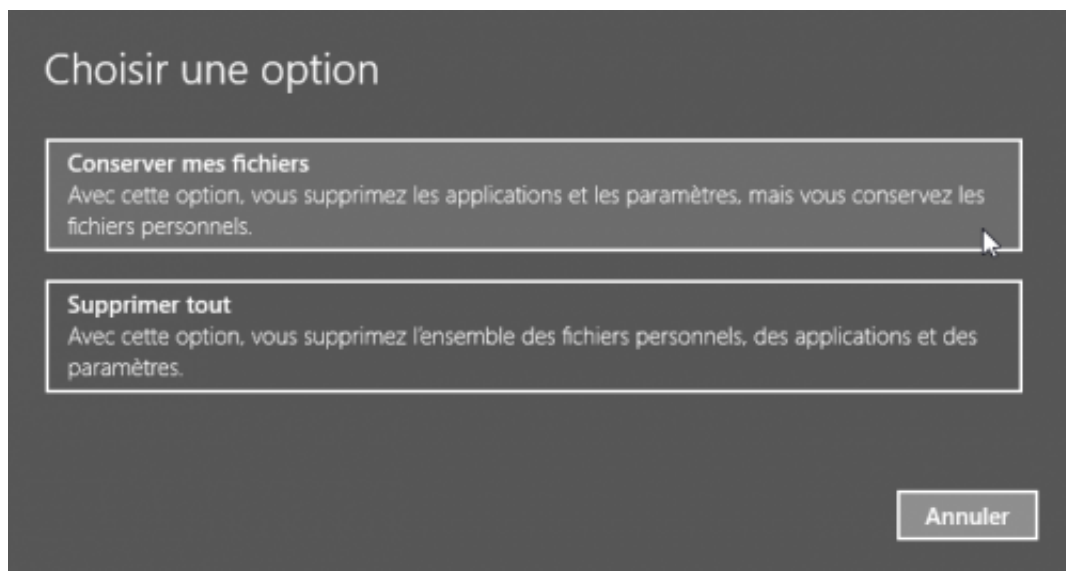 Choisir une option
Conserver mes fichiers
Avec cette option, vous supprimez les applications et les paramètres, mais vous conservez les
fichiers personnels.
Supprimer tout
Avec cette option, vous supprimez l'ensemble des fichiers personnels, des applications et des
paramètres.
Annuler